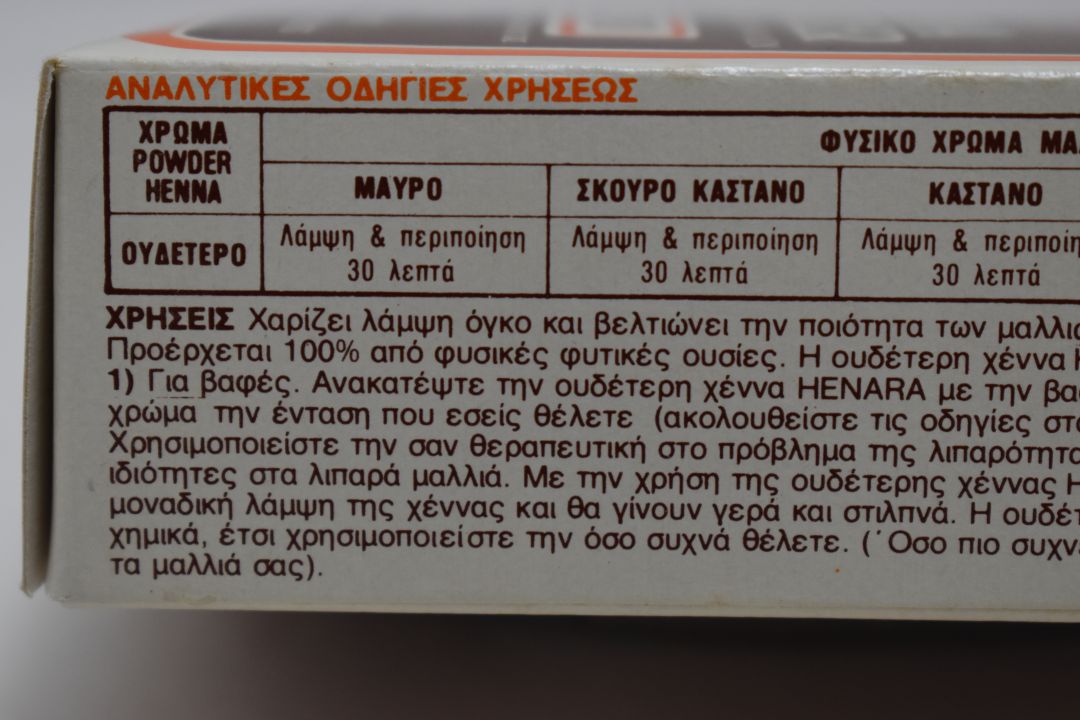 ΑΝΑΛΥΤΙΚΕΣ ΟΔΗΓΙΕΣ ΧΡΗΣΕΩΣ
ΧΡΩΜΑ
POWDER
HENNA
ΦΥΣΙΚΟ ΧΡΩΜΑ
ΜΑΥΡΟ
ΣΚΟΥΡΟ ΚΑΣΤΑΝΟ
ΚΑΣΤΑΝΟ
ΟΥΔΕΤΕΡΟ
Λάμψη & περιποίηση
30 λεπτά
Λάμψη & περιποίηση
30 λεπτά
Λάμψη &
30 λεπτά
ΧΡΗΣΕΙΣ Χαρίζει λάμψη όγκο και βελτιώνει την ποιότητα των
Προέρχεται 100% από φυσικές φυτικές ουσίες. Η ουδέτερη χέννα
1) Για βαφές. Ανακατέψτε την ουδέτερη χέννα HENARA με την
χρώμα την ένταση που εσείς θέλετε (ακολουθείστε τις οδηγίες
Χρησιμοποιείστε την σαν θεραπευτική στο πρόβλημα της
ιδιότητες στα λιπαρά μαλλιά. Με την χρήση της ουδέτερης χέννας
μοναδική λάμψη της χέννας και θα γίνουν γερά και στιλπνά. Η
χημικά, έτσι χρησιμοποιείστε την όσο συχνά θέλετε. (΄Οσο πιο
τα μαλλιά σας).